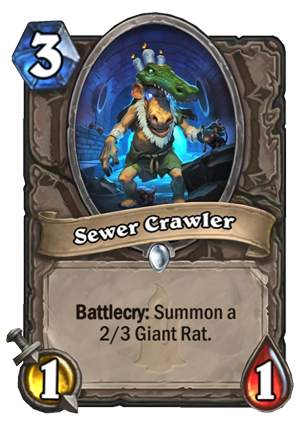 3
Sewer Crawler
Battlecry: Summon a
2/3 Giant Rat.
1
1